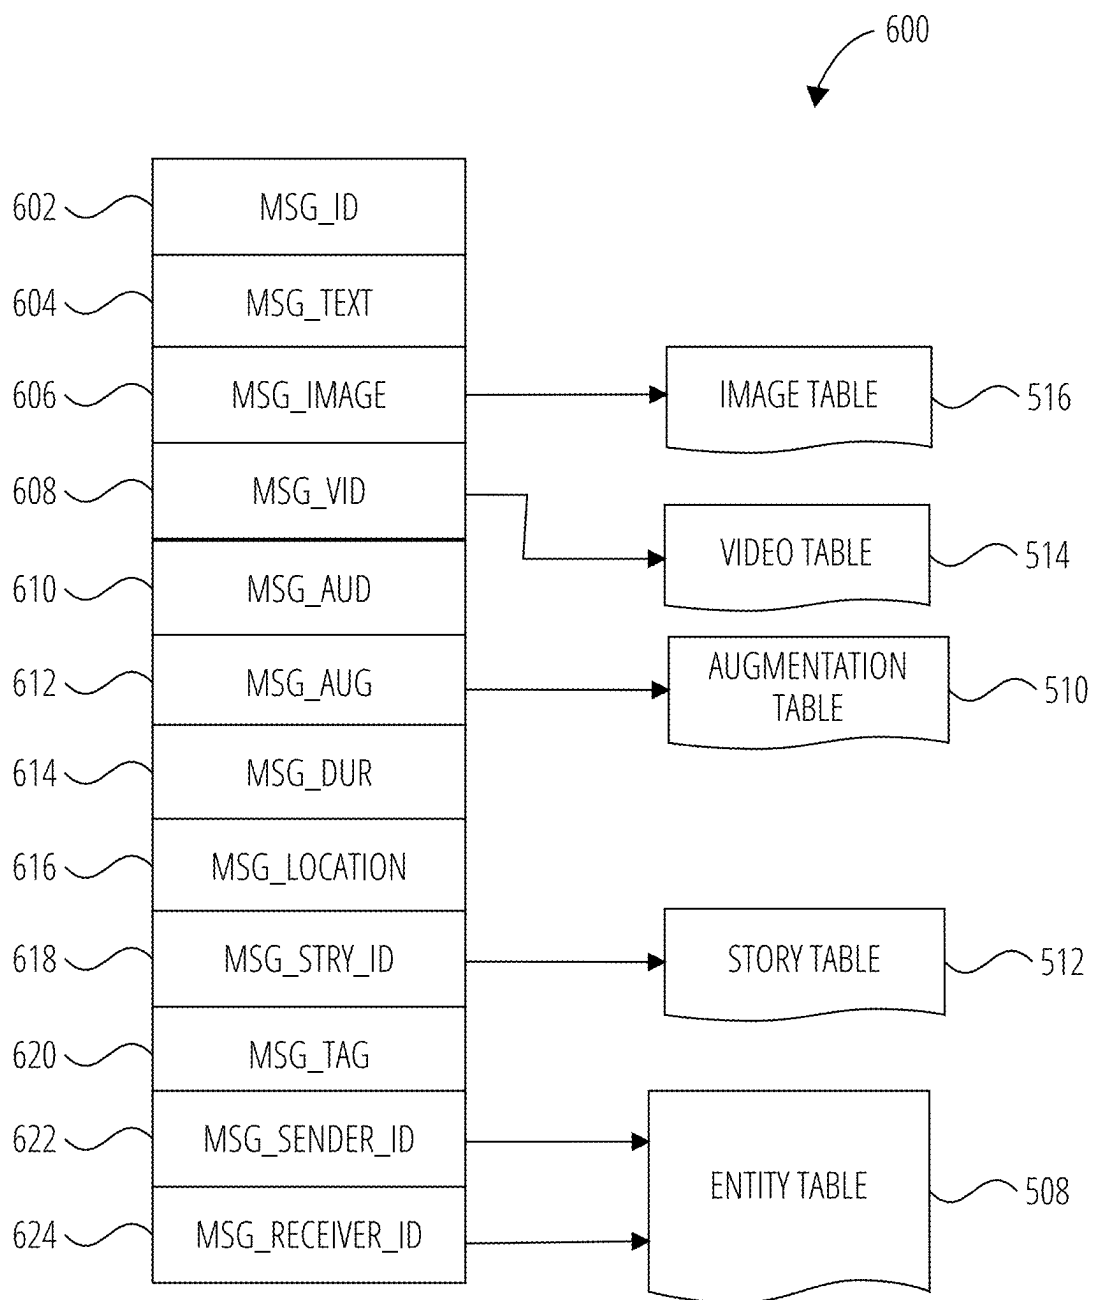 600
602 MSG_ID
604 MSG_TEXT
606 MSG_IMAGE IMAGE TABLE 516
608 MSG_VID
VIDEO TABLE 514
610 MSG_AUD
612 MSG_AUG AUGMENTATION
TABLE 510
614 MSG_DUR
616 MSG_LOCATION
618 MSG_STRY_ID STORY TABLE 512
620 MSG_TAG
622 MSG_SENDER_ID
ENTITY TABLE 508
624 MSG_RECEIVER_ID